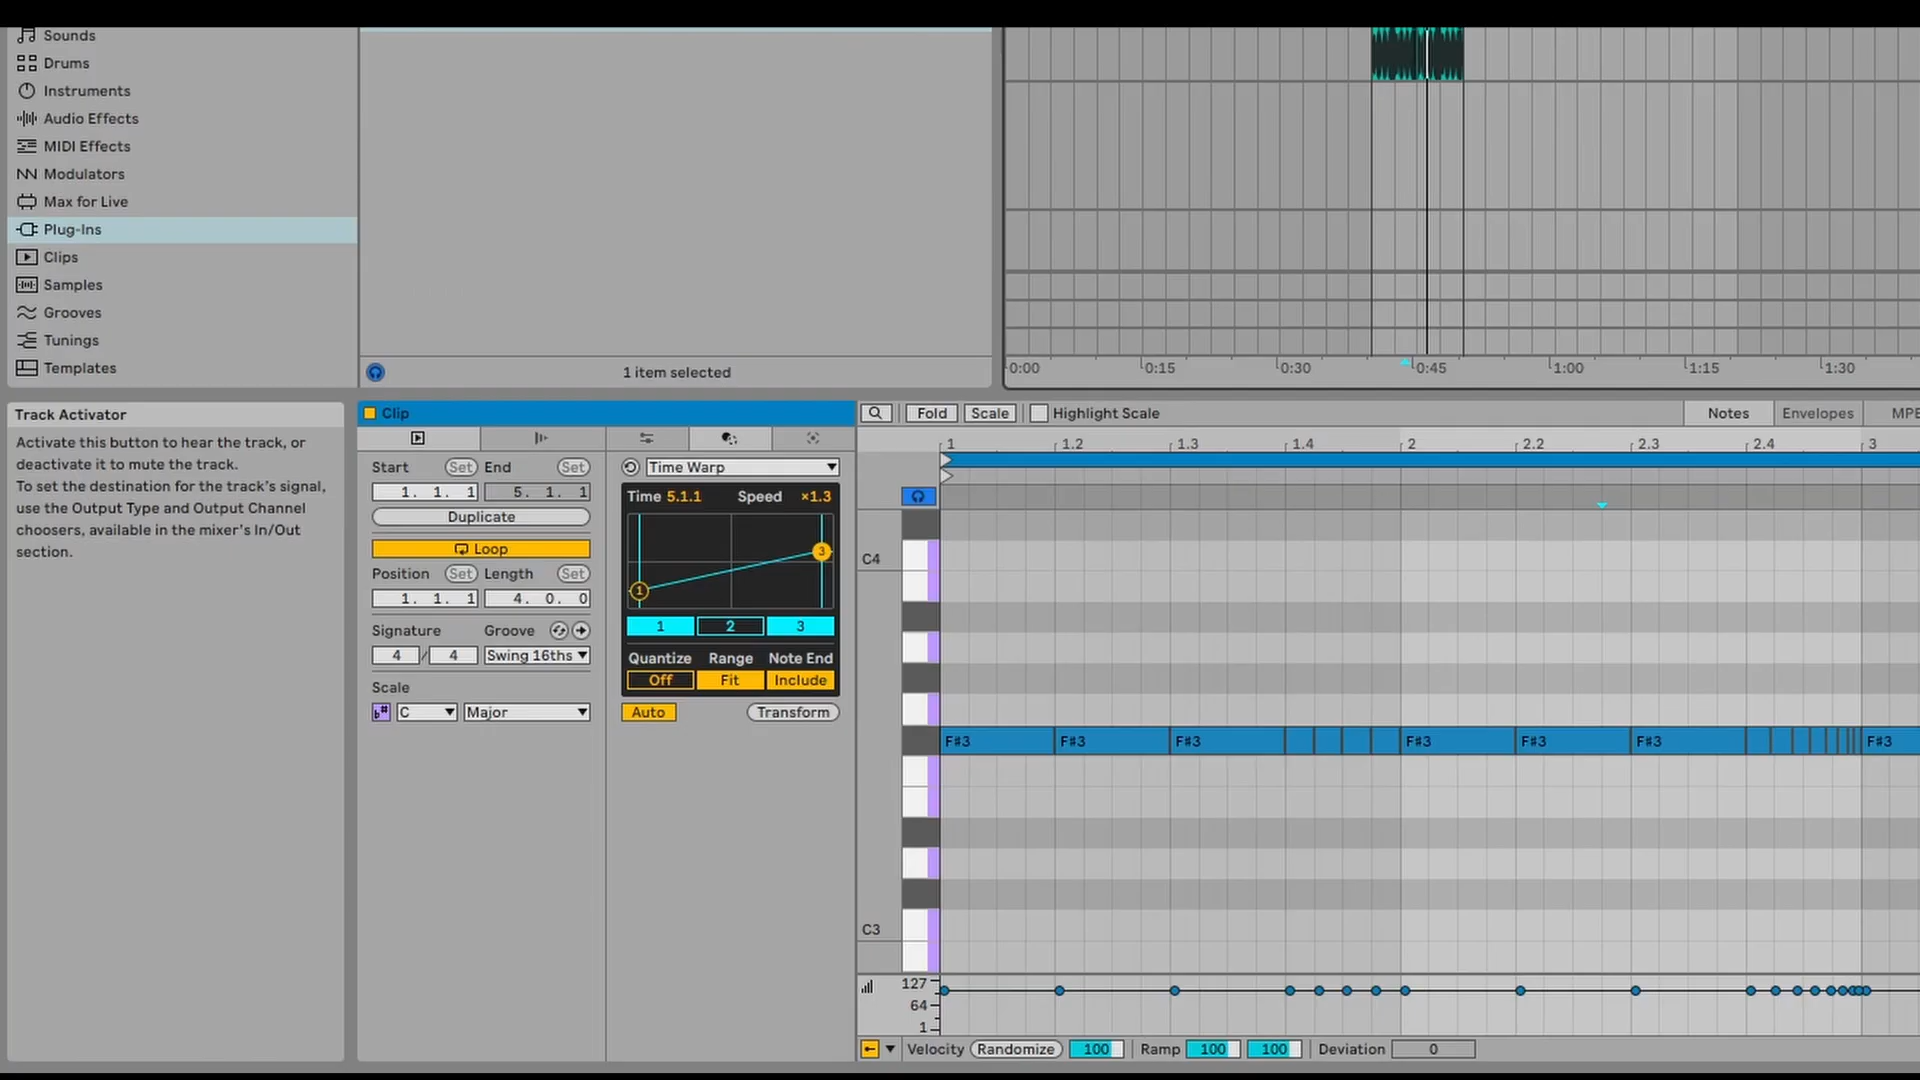 Sounds
Drums
Instruments
Audio Effects
MIDI Effects
Modulators
Max for Live
Plug-Ins
Clips
Samples
Grooves
Tunings
Templates
1 item selected
0:00 0:15 0:30 0:45 1:00 1:15 1:30
Track Activator
Activate this button to hear the track, or
deactivate it to mute the track.
To set the destination for the track's signal,
use the Output Type and Output Channel
choosers, available in the mixer's In/Out
section.
Clip
Start Set End Set
1. 1. 1 5. 1. 1
Duplicate
Loop
Position Set Length Set
1. 1. 1 4. 0. 0
Signature Groove
4 / 4 Swing 16ths
Scale
b# C Major
Time Warp
Time 5.1.1 Speed ×1.3
3
1
1 2 3
Quantize Range Note End
Off Fit Include
Auto Transform
Fold Scale Highlight Scale Notes Envelopes MPE
1 1.2 1.3 1.4 2 2.2 2.3 2.4 3
C4
F#3 F#3 F#3 F#3 F#3 F#3 F#3
C3
127
64
1
Velocity Randomize 100 Ramp 100 100 Deviation 0